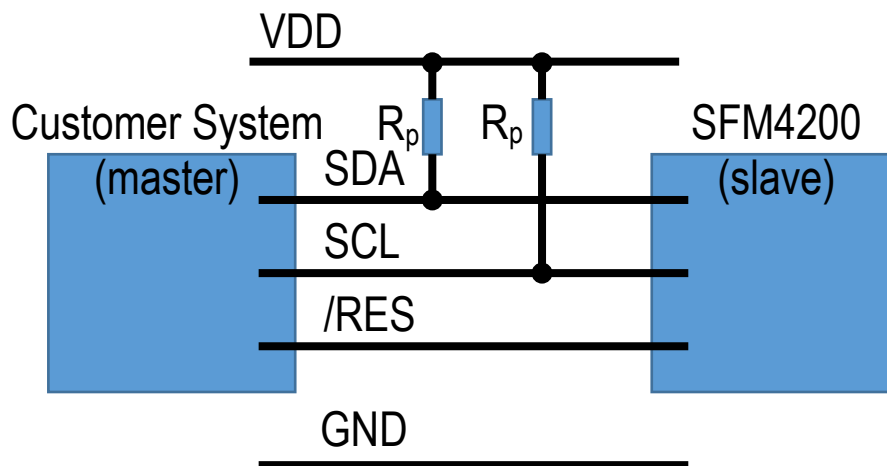 VDD
Customer System
(master)
Rp
Rp
SFM4200
(slave)
SDA
SCL
/RES
GND